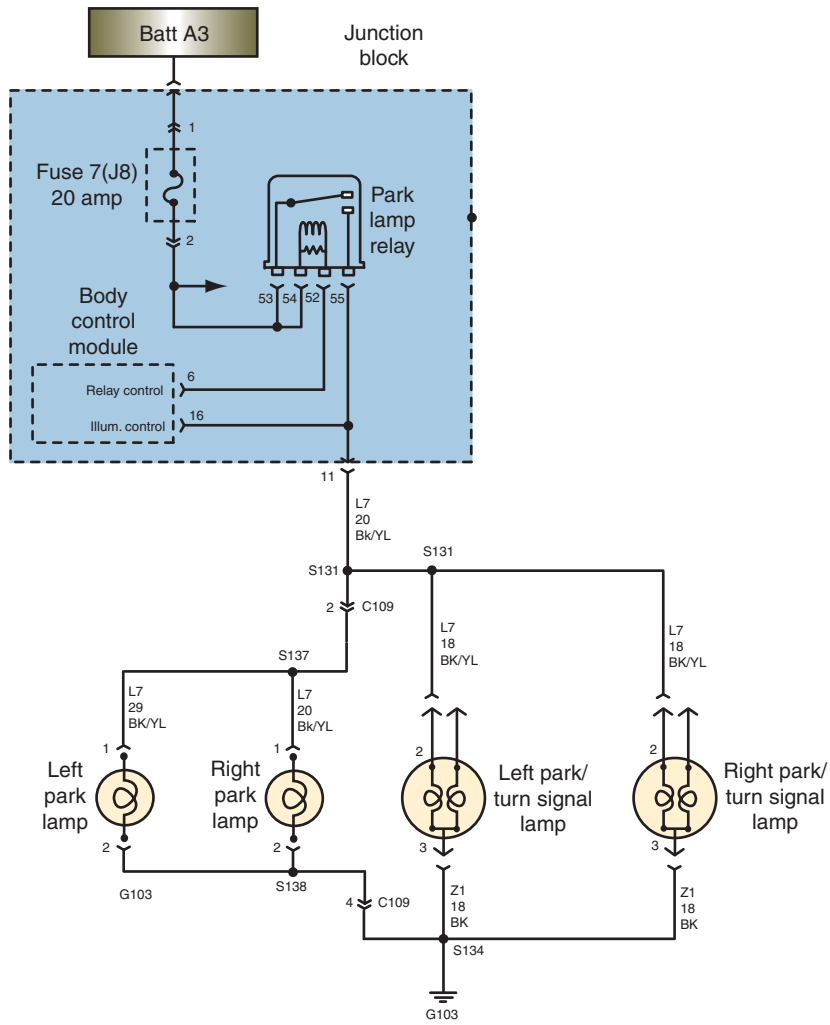 Batt A3
Junction
block
1
Fuse 7(J8)
20 amp
2
Park
lamp
relay
53
54
52
55
Body
control
module
Relay control
6
Illum. control
16
11
L7
20
Bk/YL
S131
S131
2
C109
L7
18
BK/YL
L7
18
BK/YL
S137
L7
29
BK/YL
L7
20
Bk/YL
1
1
2
2
Left
park
lamp
Right
park
lamp
Left park/
turn signal
lamp
Right park/
turn signal
lamp
2
2
3
3
G103
S138
4
C109
Z1
18
BK
Z1
18
BK
S134
G103